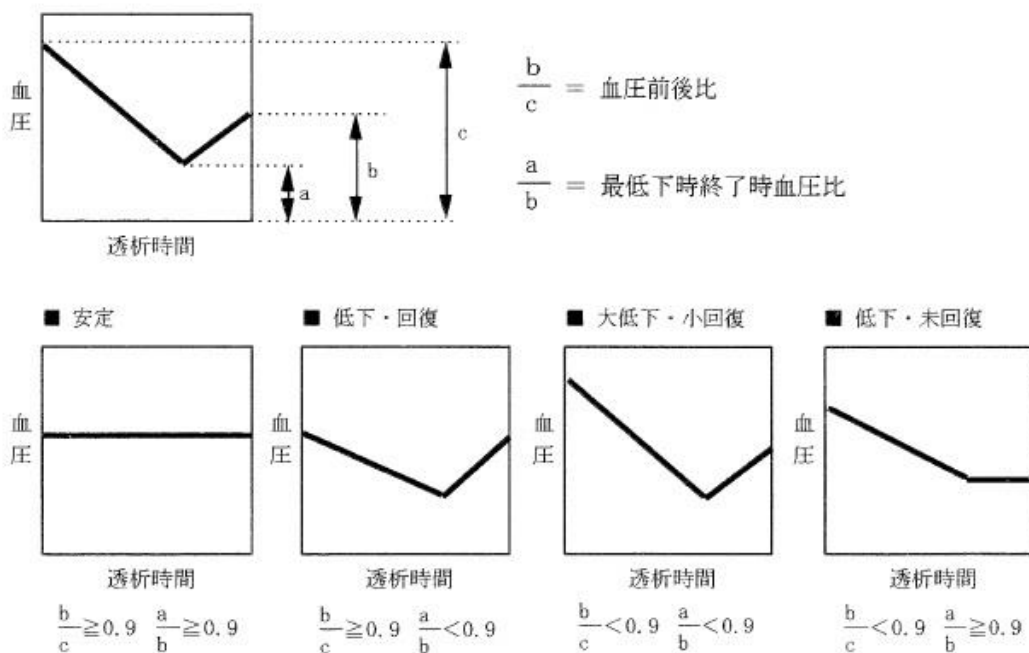 血圧
透析時間
a
b
c
b/c = 血圧前後比
a/b = 最低下時終了時血圧比
■ 安定
■ 低下・回復
■ 大低下・小回復
■ 低下・未回復
血圧
血圧
血圧
血圧
透析時間
透析時間
透析時間
透析時間
b/c≧0.9 a/b≧0.9
b/c≧0.9 a/b<0.9
b/c<0.9 a/b<0.9
b/c<0.9 a/b≧0.9